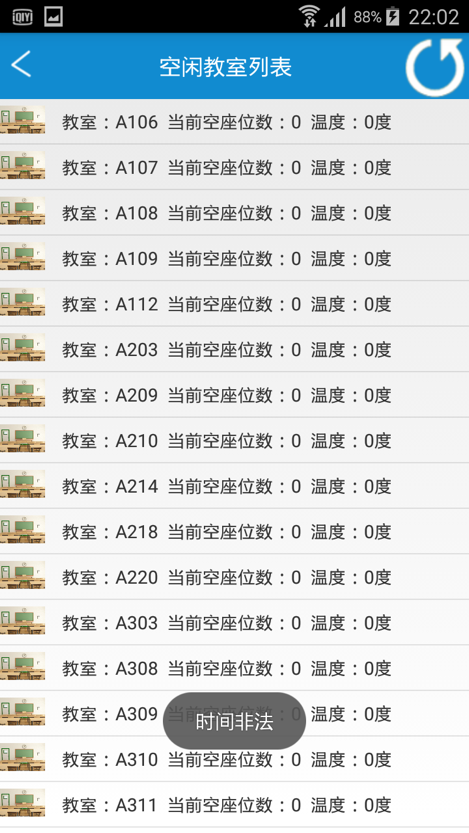 iQIYI 88% 22:02
空闲教室列表
教室：A106 当前空座位数：0 温度：0度
教室：A107 当前空座位数：0 温度：0度
教室：A108 当前空座位数：0 温度：0度
教室：A109 当前空座位数：0 温度：0度
教室：A112 当前空座位数：0 温度：0度
教室：A203 当前空座位数：0 温度：0度
教室：A209 当前空座位数：0 温度：0度
教室：A210 当前空座位数：0 温度：0度
教室：A214 当前空座位数：0 温度：0度
教室：A218 当前空座位数：0 温度：0度
教室：A220 当前空座位数：0 温度：0度
教室：A303 当前空座位数：0 温度：0度
教室：A308 当前空座位数：0 温度：0度
教室：A309 当前空座位数：0 温度：0度
时间非法
教室：A310 当前空座位数：0 温度：0度
教室：A311 当前空座位数：0 温度：0度